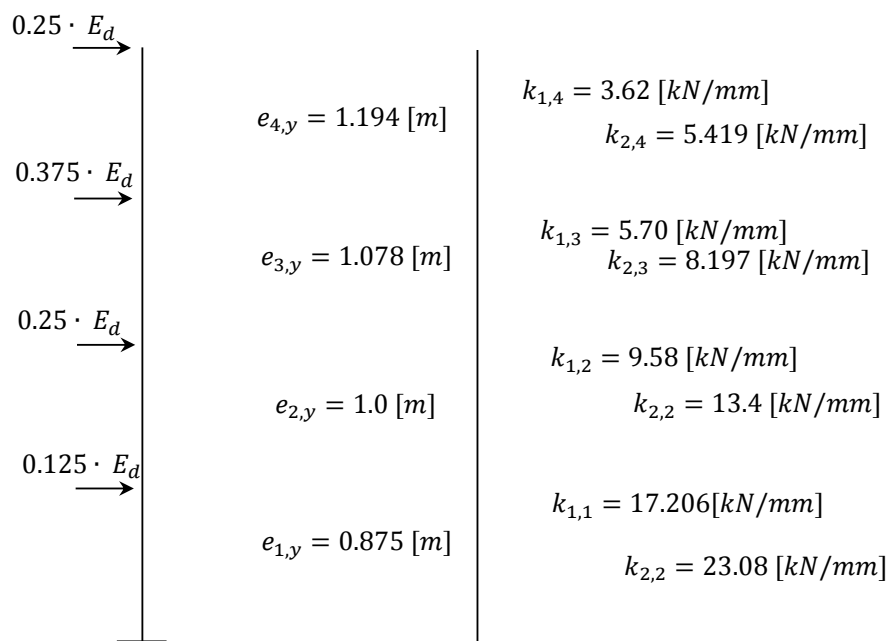 0.25 · E_d
k_{1,4} = 3.62 [kN/mm]
e_{4,y} = 1.194 [m]
k_{2,4} = 5.419 [kN/mm]
0.375 · E_d
k_{1,3} = 5.70 [kN/mm]
e_{3,y} = 1.078 [m]
k_{2,3} = 8.197 [kN/mm]
0.25 · E_d
k_{1,2} = 9.58 [kN/mm]
e_{2,y} = 1.0 [m]
k_{2,2} = 13.4 [kN/mm]
0.125 · E_d
k_{1,1} = 17.206[kN/mm]
e_{1,y} = 0.875 [m]
k_{2,2} = 23.08 [kN/mm]